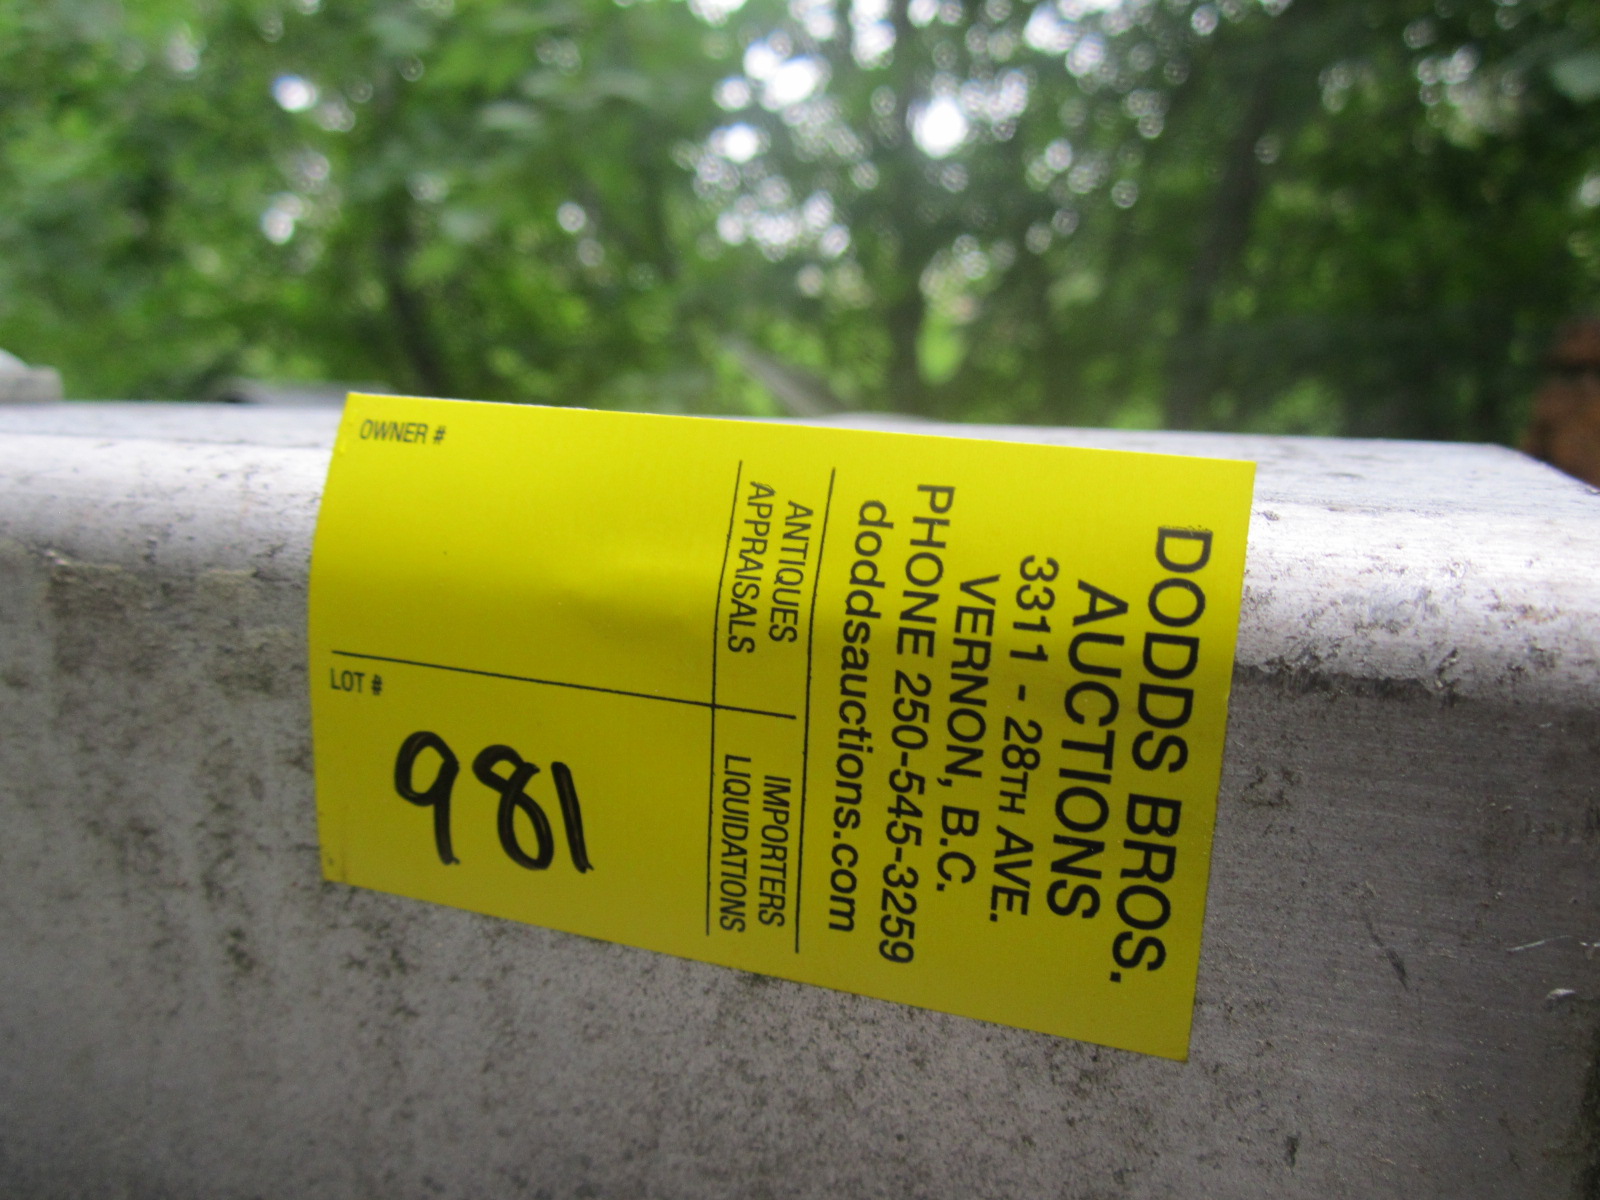 DODDS BROS.
AUCTIONS
3311 - 28TH AVE.
VERNON, B.C.
PHONE 250-545-3259
doddsauctions.com
ANTIQUES
APPRAISALS
IMPORTERS
LIQUIDATIONS
OWNER #
LOT #
981